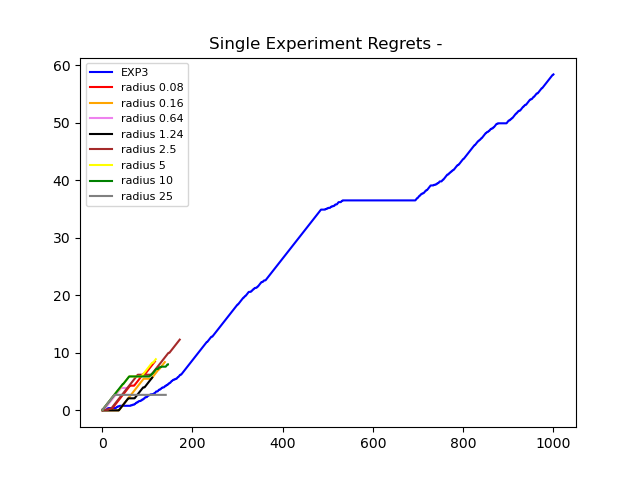 Single Experiment Regrets -
60
50
40
30
20
10
0
EXP3
radius 0.08
radius 0.16
radius 0.64
radius 1.24
radius 2.5
radius 5
radius 10
radius 25
0 200 400 600 800 1000